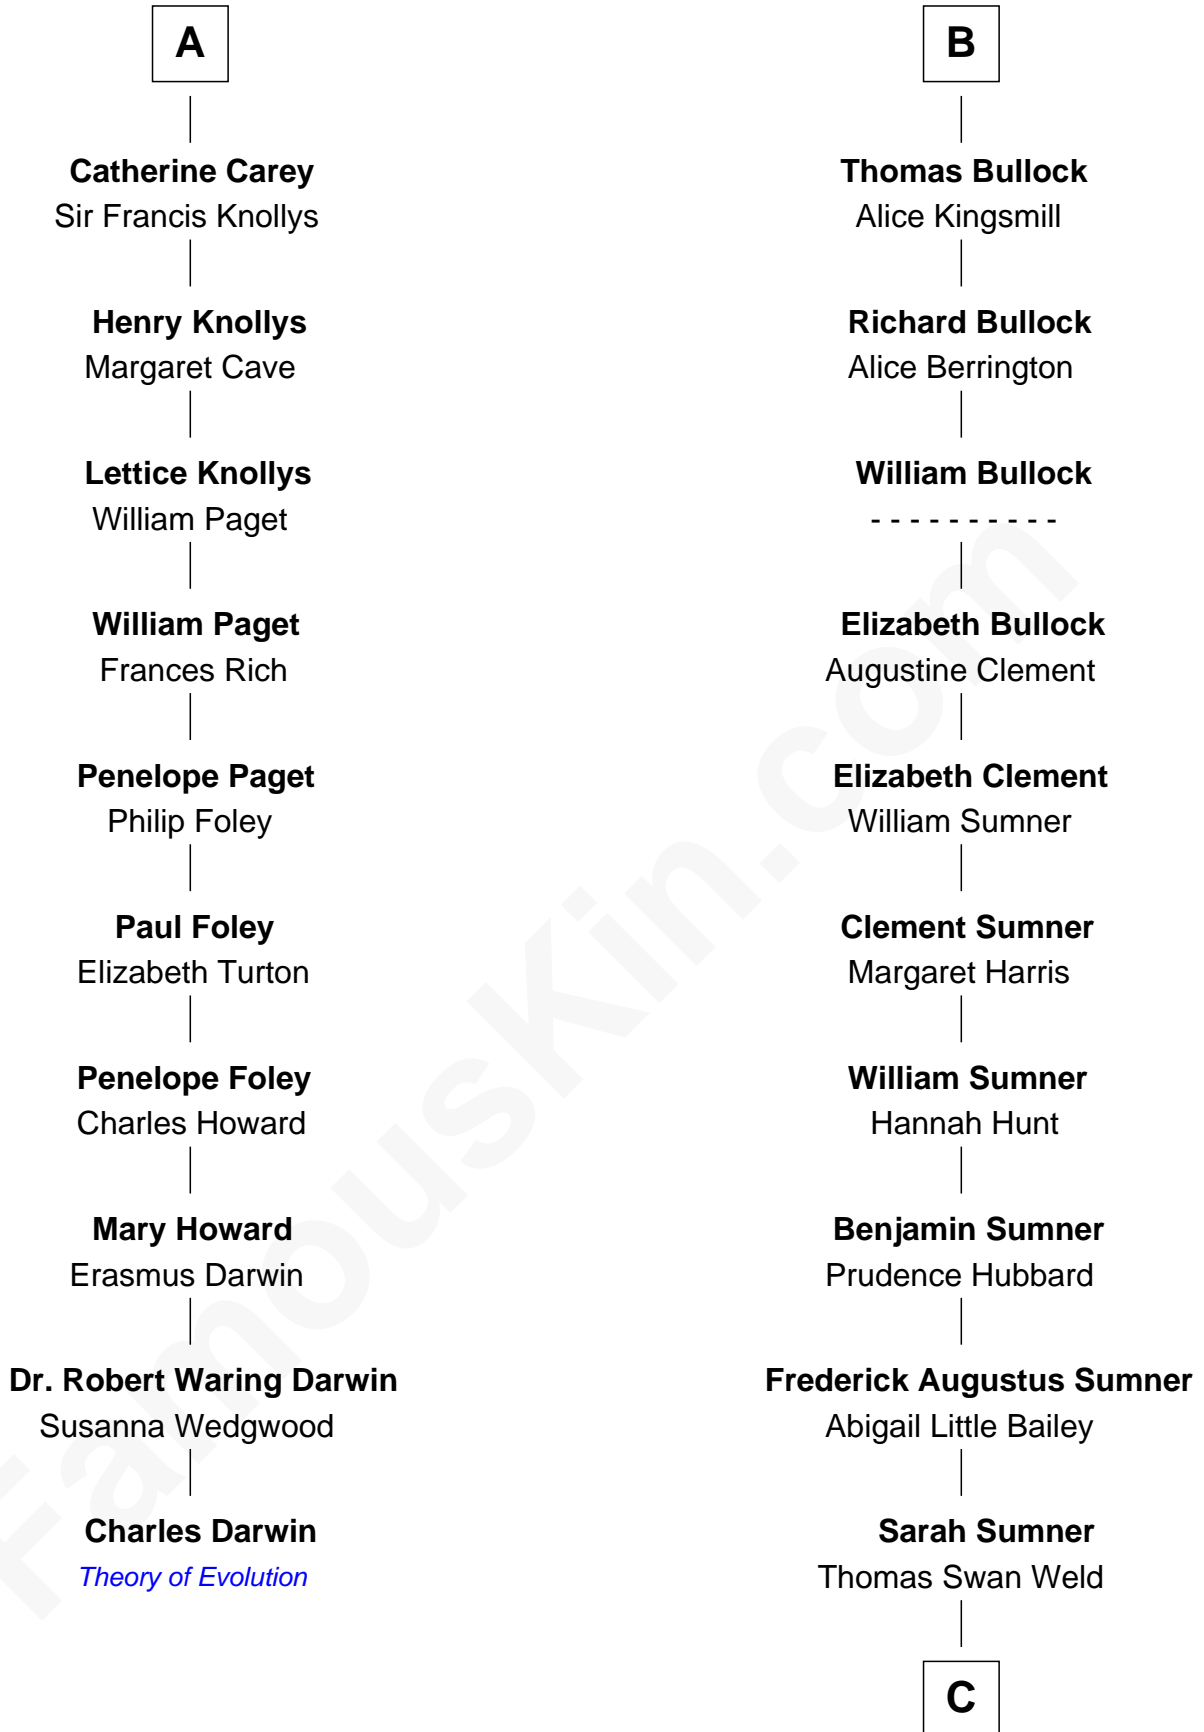 A
Catherine Carey
Sir Francis Knollys
Henry Knollys
Margaret Cave
Lettice Knollys
William Paget
William Paget
Frances Rich
Penelope Paget
Philip Foley
Paul Foley
Elizabeth Turton
Penelope Foley
Charles Howard
Mary Howard
Erasmus Darwin
Dr. Robert Waring Darwin
Susanna Wedgwood
Charles Darwin
Theory of Evolution
B
Thomas Bullock
Alice Kingsmill
Richard Bullock
Alice Berrington
William Bullock
- - - - - - - - - -
Elizabeth Bullock
Augustine Clement
Elizabeth Clement
William Sumner
Clement Sumner
Margaret Harris
William Sumner
Hannah Hunt
Benjamin Sumner
Prudence Hubbard
Frederick Augustus Sumner
Abigail Little Bailey
Sarah Sumner
Thomas Swan Weld
C
FamousKin.com